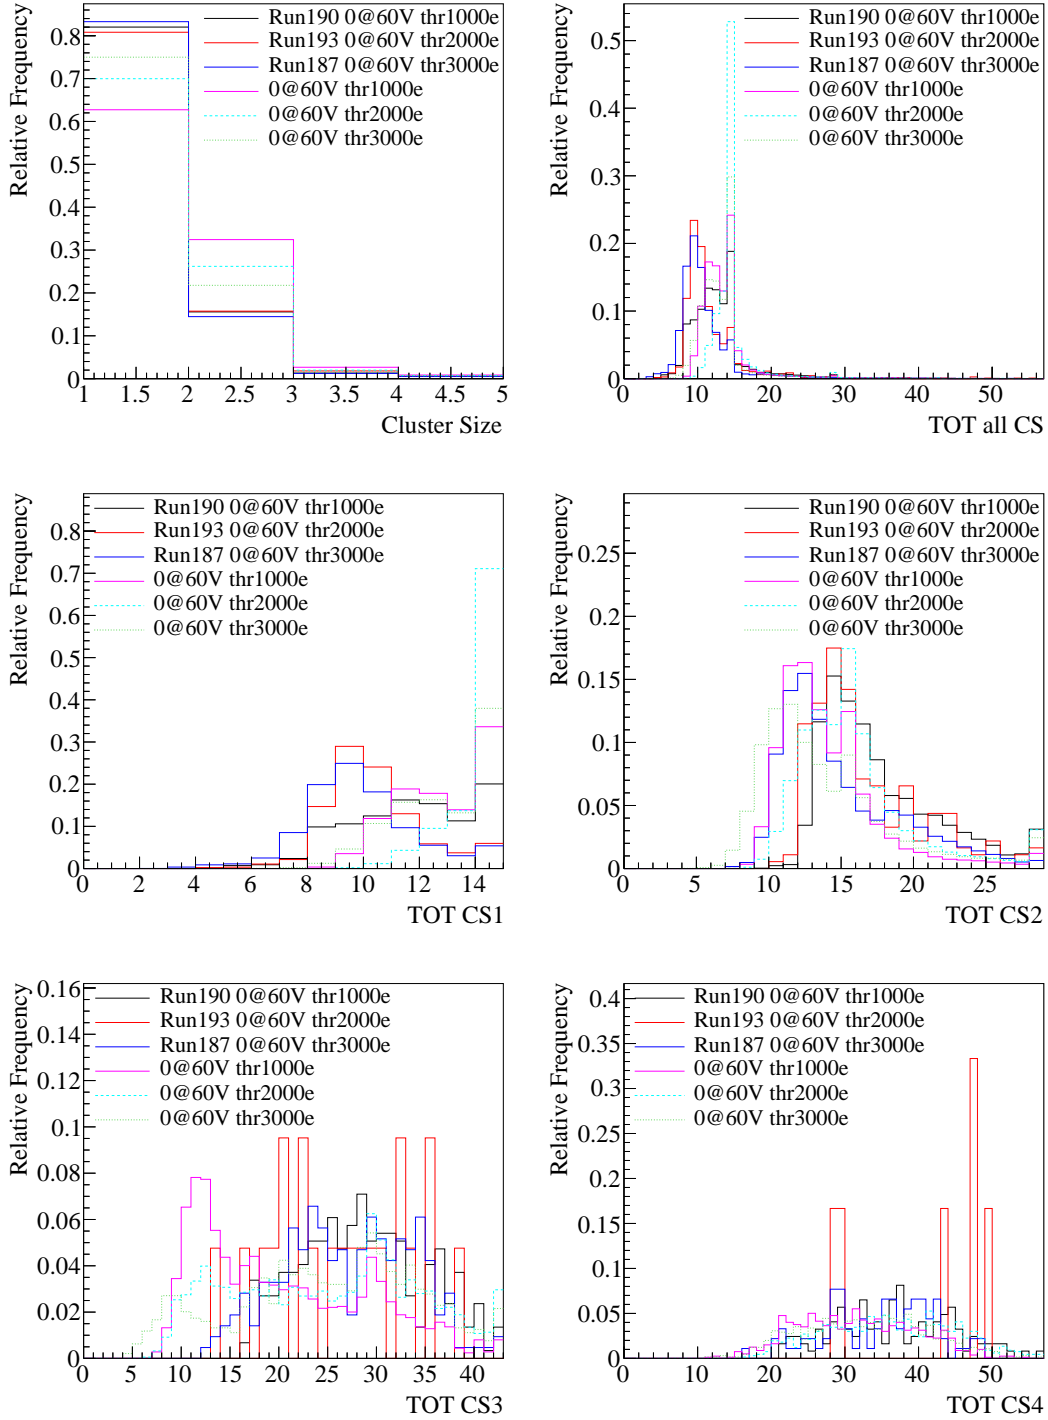 Relative Frequency
Run190 0@60V thr1000e
Run193 0@60V thr2000e
Run187 0@60V thr3000e
0@60V thr1000e
0@60V thr2000e
0@60V thr3000e
0.8
0.7
0.6
0.5
0.4
0.3
0.2
0.1
0
1 1.5 2 2.5 3 3.5 4 4.5 5
Cluster Size
Relative Frequency
Run190 0@60V thr1000e
Run193 0@60V thr2000e
Run187 0@60V thr3000e
0@60V thr1000e
0@60V thr2000e
0@60V thr3000e
0.5
0.4
0.3
0.2
0.1
0
0 10 20 30 40 50
TOT all CS
Relative Frequency
Run190 0@60V thr1000e
Run193 0@60V thr2000e
Run187 0@60V thr3000e
0@60V thr1000e
0@60V thr2000e
0@60V thr3000e
0.8
0.7
0.6
0.5
0.4
0.3
0.2
0.1
0
0 2 4 6 8 10 12 14
TOT CS1
Relative Frequency
Run190 0@60V thr1000e
Run193 0@60V thr2000e
Run187 0@60V thr3000e
0@60V thr1000e
0@60V thr2000e
0@60V thr3000e
0.25
0.2
0.15
0.1
0.05
0
0 5 10 15 20 25
TOT CS2
Relative Frequency
Run190 0@60V thr1000e
Run193 0@60V thr2000e
Run187 0@60V thr3000e
0@60V thr1000e
0@60V thr2000e
0@60V thr3000e
0.16
0.14
0.12
0.1
0.08
0.06
0.04
0.02
0
0 5 10 15 20 25 30 35 40
TOT CS3
Relative Frequency
Run190 0@60V thr1000e
Run193 0@60V thr2000e
Run187 0@60V thr3000e
0@60V thr1000e
0@60V thr2000e
0@60V thr3000e
0.4
0.35
0.3
0.25
0.2
0.15
0.1
0.05
0
0 10 20 30 40 50
TOT CS4